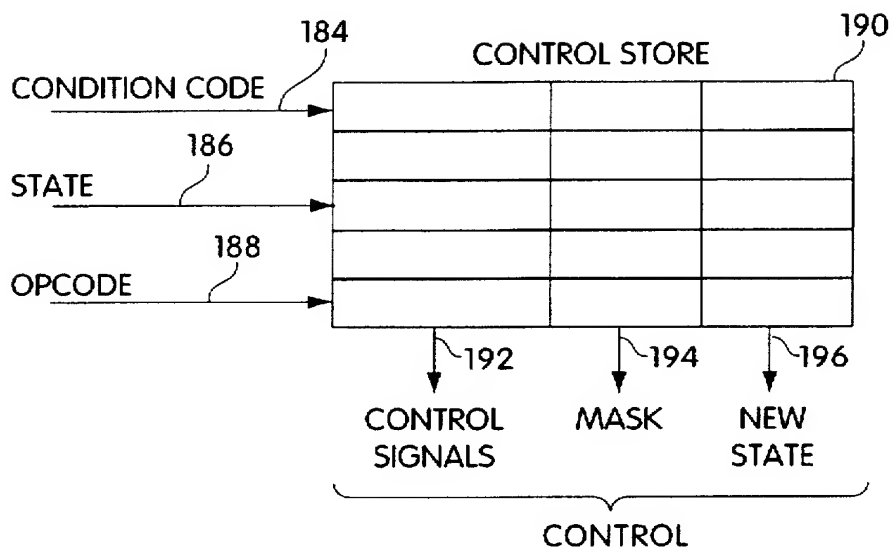 184
CONTROL STORE
190
CONDITION CODE
186
STATE
188
OPCODE
192
194
196
CONTROL
SIGNALS
MASK
NEW
STATE
CONTROL